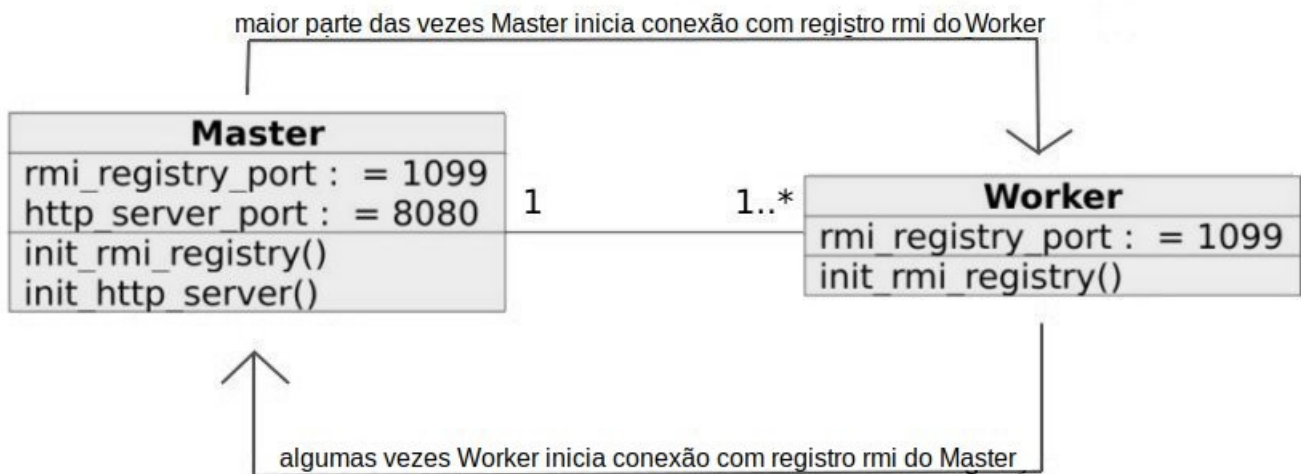 maior parte das vezes Master inicia conexão com registro rmi do Worker
Master
rmi_registry_port : = 1099
http_server_port : = 8080
init_rmi_registry()
init_http_server()
1
1..*
Worker
rmi_registry_port : = 1099
init_rmi_registry()
algumas vezes Worker inicia conexão com registro rmi do Master